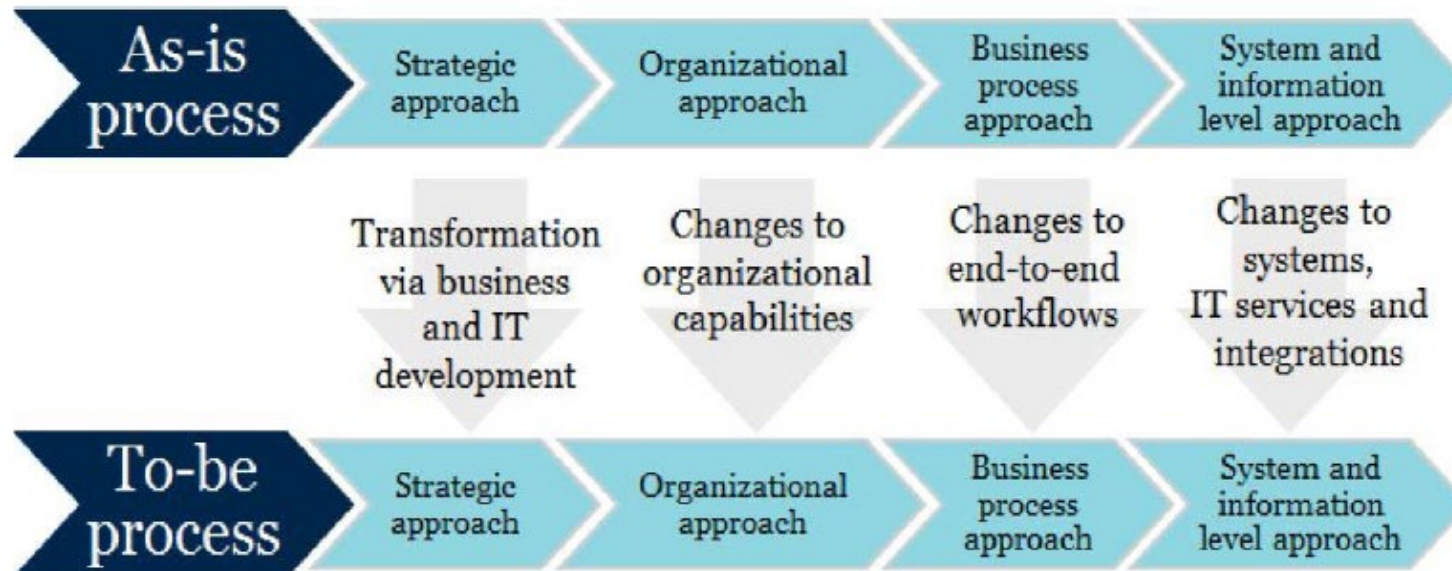 As-is
process
Strategic
approach
Organizational
approach
Business
process
approach
System and
information
level approach
Transformation
via business
and IT
development
Changes to
organizational
capabilities
Changes to
end-to-end
workflows
Changes to
systems,
IT services and
integrations
To-be
process
Strategic
approach
Organizational
approach
Business
process
approach
System and
information
level approach